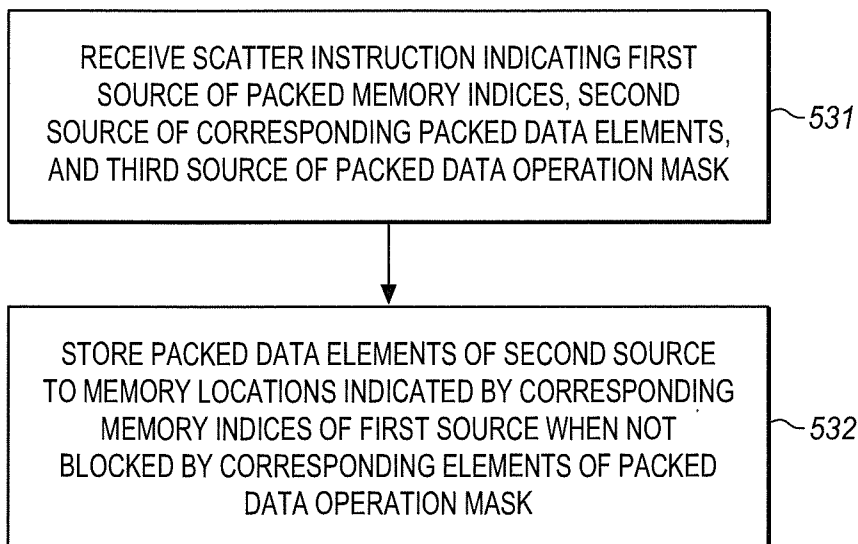 RECEIVE SCATTER INSTRUCTION INDICATING FIRST
SOURCE OF PACKED MEMORY INDICES, SECOND
SOURCE OF CORRESPONDING PACKED DATA ELEMENTS,
AND THIRD SOURCE OF PACKED DATA OPERATION MASK
531
STORE PACKED DATA ELEMENTS OF SECOND SOURCE
TO MEMORY LOCATIONS INDICATED BY CORRESPONDING
MEMORY INDICES OF FIRST SOURCE WHEN NOT
BLOCKED BY CORRESPONDING ELEMENTS OF PACKED
DATA OPERATION MASK
532